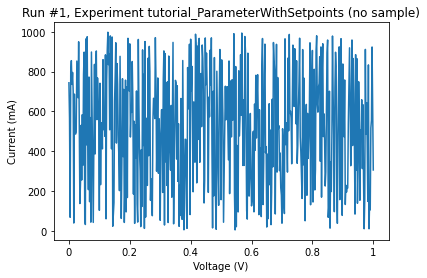 Run #1, Experiment tutorial_ParameterWithSetpoints (no sample)
1000
800
600
400
200
0
Current (mA)
0 0.2 0.4 0.6 0.8 1
Voltage (V)